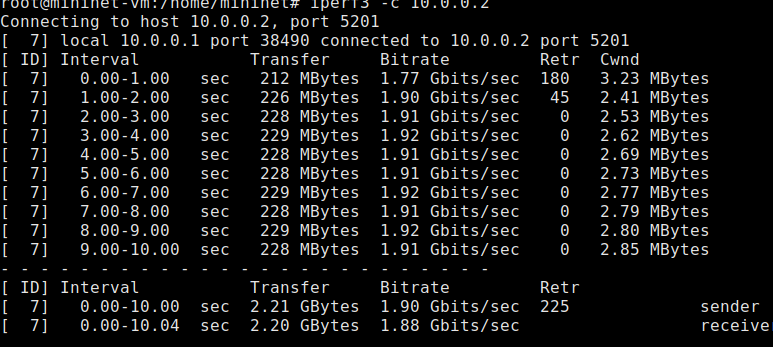 root@mininet-vm:/home/mininet# iperf3 -c 10.0.0.2
Connecting to host 10.0.0.2, port 5201
[  7] local 10.0.0.1 port 38490 connected to 10.0.0.2 port 5201
[ ID] Interval           Transfer     Bitrate         Retr  Cwnd
[  7]   0.00-1.00   sec   212 MBytes  1.77 Gbits/sec  180   3.23 MBytes
[  7]   1.00-2.00   sec   226 MBytes  1.90 Gbits/sec   45   2.41 MBytes
[  7]   2.00-3.00   sec   228 MBytes  1.91 Gbits/sec    0   2.53 MBytes
[  7]   3.00-4.00   sec   229 MBytes  1.92 Gbits/sec    0   2.62 MBytes
[  7]   4.00-5.00   sec   228 MBytes  1.91 Gbits/sec    0   2.69 MBytes
[  7]   5.00-6.00   sec   228 MBytes  1.91 Gbits/sec    0   2.73 MBytes
[  7]   6.00-7.00   sec   229 MBytes  1.92 Gbits/sec    0   2.77 MBytes
[  7]   7.00-8.00   sec   228 MBytes  1.91 Gbits/sec    0   2.79 MBytes
[  7]   8.00-9.00   sec   229 MBytes  1.92 Gbits/sec    0   2.80 MBytes
[  7]   9.00-10.00  sec   228 MBytes  1.91 Gbits/sec    0   2.85 MBytes
- - - - - - - - - - - - - - - - - - - - - - - - -
[ ID] Interval           Transfer     Bitrate         Retr
[  7]   0.00-10.00  sec  2.21 GBytes  1.90 Gbits/sec  225             sender
[  7]   0.00-10.04  sec  2.20 GBytes  1.88 Gbits/sec                  receive